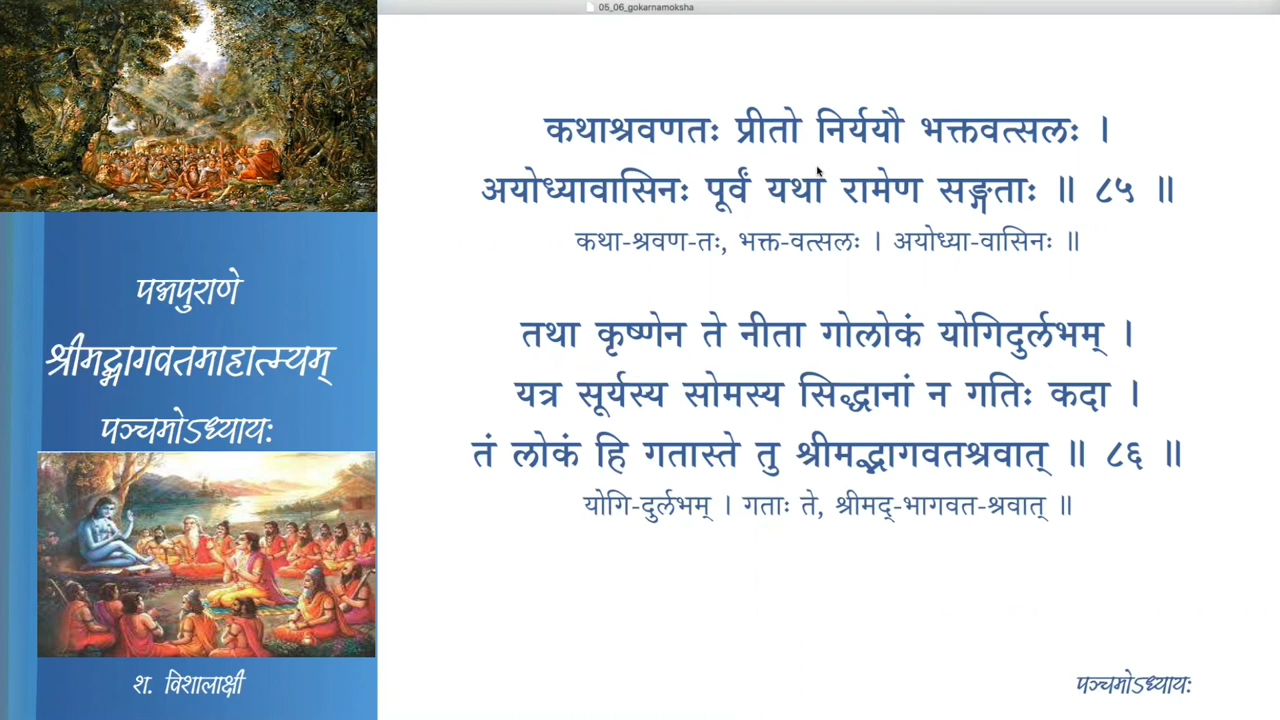 05_06_gokarnamoksha
कथाश्रवणतः प्रीतो निर्ययौ भक्तवत्सलः ।
अयोध्यावासिनः पूर्वं यथा रामेण सङ्गताः ॥ ८५ ॥
कथा-श्रवण-तः, भक्त-वत्सलः । अयोध्या-वासिनः ॥
तथा कृष्णेन ते नीता गोलोकं योगिदुर्लभम् ।
यत्र सूर्यस्य सोमस्य सिद्धानां न गतिः कदा ।
तं लोकं हि गतास्ते तु श्रीमद्भागवतश्रवात् ॥ ८६ ॥
योगि-दुर्लभम् । गताः ते, श्रीमद्-भागवत-श्रवात् ॥
पद्मपुराणे
श्रीमद्भागवतमाहात्म्यम्
पञ्चमोऽध्यायः
श. विशालाक्षी
पञ्चमोऽध्यायः